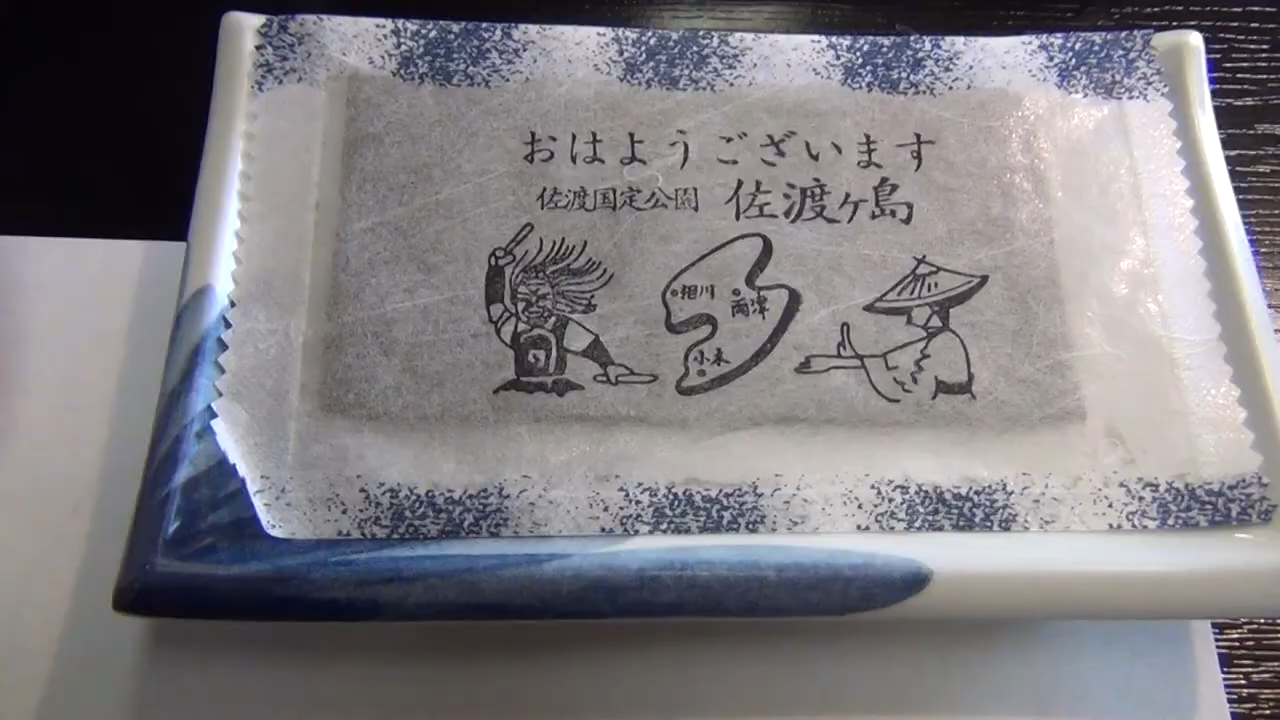 おはようございます
佐渡国定公園 佐渡ヶ島
相川
両津
小木